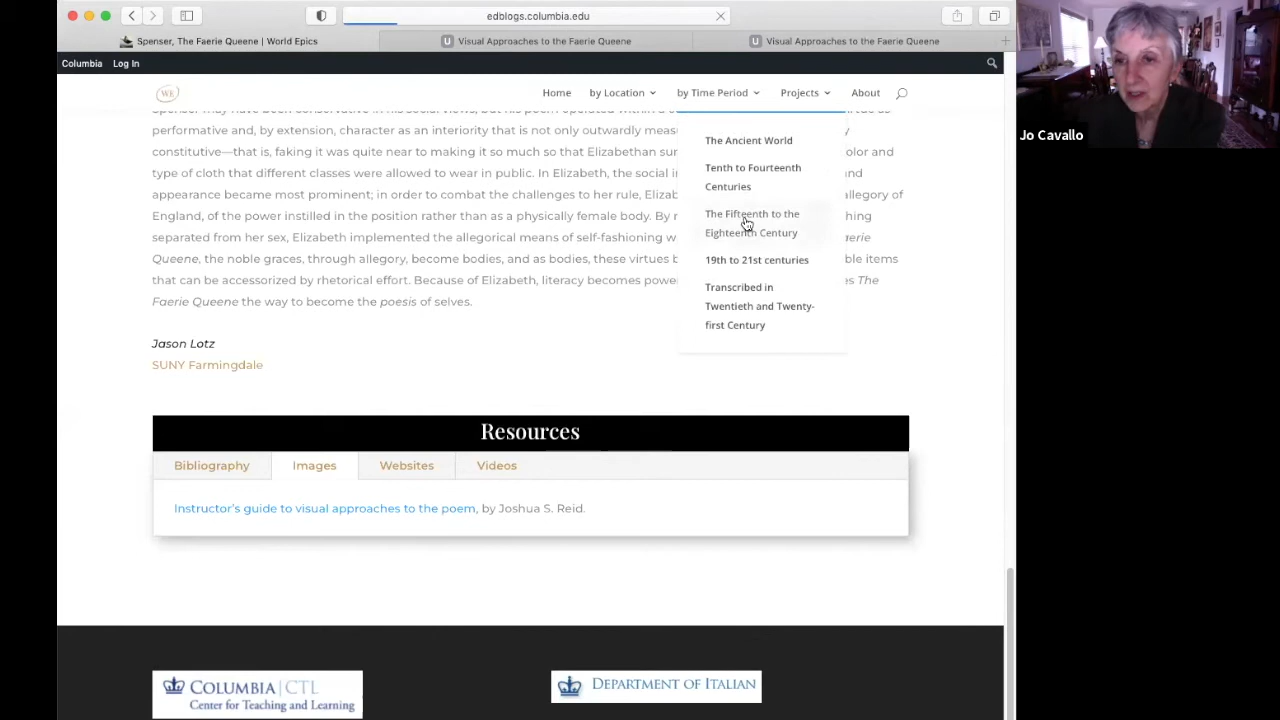 edblogs.columbia.edu
Spenser, The Faerie Queene | World Epics
Visual Approaches to the Faerie Queene
Visual Approaches to the Faerie Queene
Columbia Log In
WE
Home by Location by Time Period Projects About
performative and, by extension, character as an interiority that is not only outwardly
constitutive—that is, faking it was quite near to making it so much so that Elizabethan color and
type of cloth that different classes were allowed to wear in public. In Elizabeth, the social
appearance became most prominent; in order to combat the challenges to her rule, allegory of
England, of the power instilled in the position rather than as a physically female body. By
separated from her sex, Elizabeth implemented the allegorical means of self-fashioning
Queene, the noble graces, through allegory, become bodies, and as bodies, these virtues items
that can be accessorized by rhetorical effort. Because of Elizabeth, literacy becomes The
Faerie Queene the way to become the poesis of selves.
The Ancient World
Tenth to Fourteenth
Centuries
The Fifteenth to the
Eighteenth Century
19th to 21st centuries
Transcribed in
Twentieth and Twenty-
first Century
Jason Lotz
SUNY Farmingdale
Resources
Bibliography Images Websites Videos
Instructor's guide to visual approaches to the poem, by Joshua S. Reid.
COLUMBIA | CTL
Center for Teaching and Learning
DEPARTMENT OF ITALIAN
Jo Cavallo